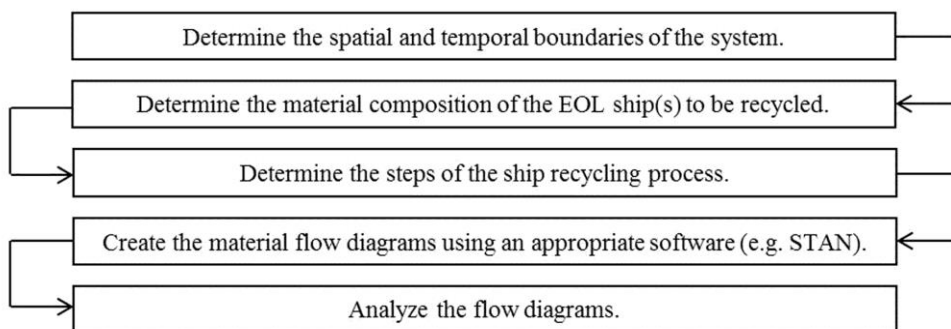 Determine the spatial and temporal boundaries of the system.
Determine the material composition of the EOL ship(s) to be recycled.
Determine the steps of the ship recycling process.
Create the material flow diagrams using an appropriate software (e.g. STAN).
Analyze the flow diagrams.